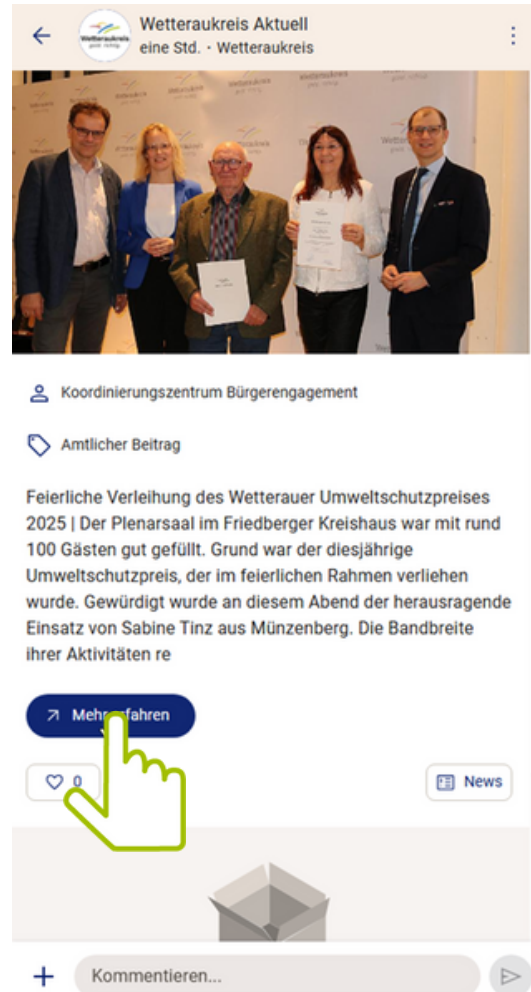 Wetteraukreis Aktuell
eine Std. · Wetteraukreis
Koordinierungszentrum Bürgerengagement
Amtlicher Beitrag
Feierliche Verleihung des Wetterauer Umweltschutzpreises
2025 | Der Plenarsaal im Friedberger Kreishaus war mit rund
100 Gästen gut gefüllt. Grund war der diesjährige
Umweltschutzpreis, der im feierlichen Rahmen verliehen
wurde. Gewürdigt wurde an diesem Abend der herausragende
Einsatz von Sabine Tinz aus Münzenberg. Die Bandbreite
ihrer Aktivitäten re
Mehr erfahren
0
News
Kommentieren...